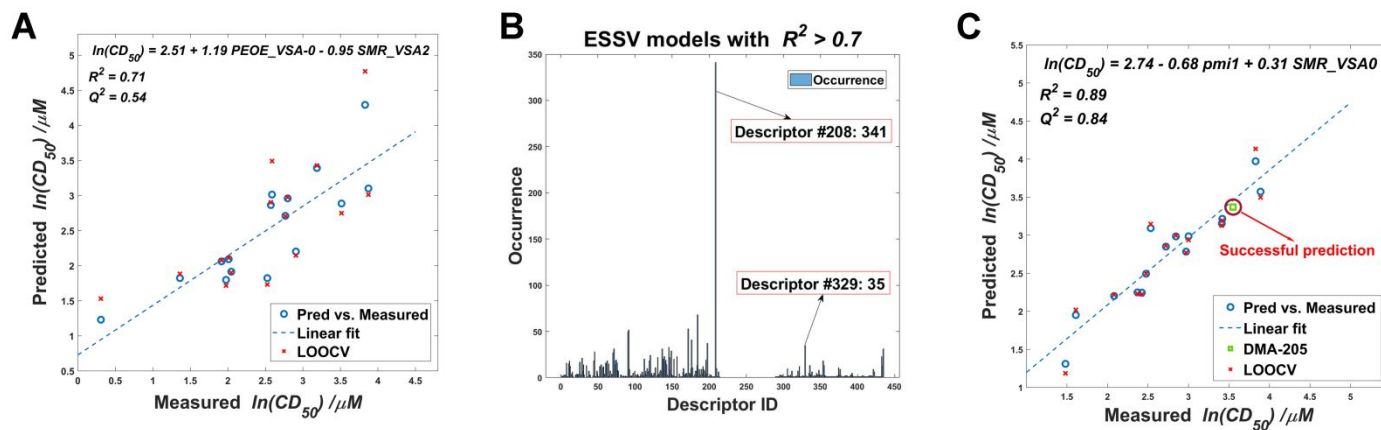 A
ln(CD50) = 2.51 + 1.19 PEOE_VSA-0 - 0.95 SMR_VSA2
R2 = 0.71
Q2 = 0.54
Predicted ln(CD50) /μM
5
4.5
4
3.5
3
2.5
2
1.5
1
0.5
Pred vs. Measured
Linear fit
LOOCV
0 0.5 1 1.5 2 2.5 3 3.5 4 4.5
Measured ln(CD50) /μM
B
ESSV models with R2 > 0.7
Occurrence
350
300
250
200
150
100
50
0
Occurrence
Descriptor #208: 341
Descriptor #329: 35
0 50 100 150 200 250 300 350 400 450
Descriptor ID
C
ln(CD50) = 2.74 - 0.68 pmi1 + 0.31 SMR_VSA0
R2 = 0.89
Q2 = 0.84
Predicted ln(CD50) /μM
5.5
5
4.5
4
3.5
3
2.5
2
1.5
1
Successful prediction
Pred vs. Measured
Linear fit
DMA-205
LOOCV
1.5 2 2.5 3 3.5 4 4.5 5
Measured ln(CD50) /μM